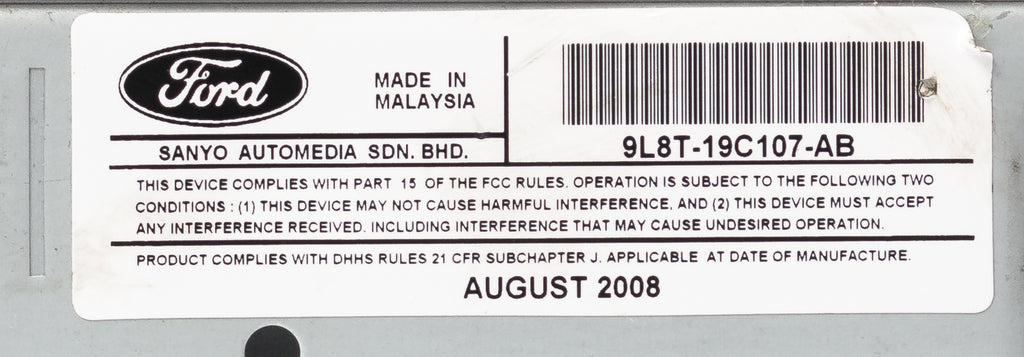 Ford
MADE IN
MALAYSIA
SANYO AUTOMEDIA SDN. BHD.
9L8T-19C107-AB
THIS DEVICE COMPLIES WITH PART 15 OF THE FCC RULES. OPERATION IS SUBJECT TO THE FOLLOWING TWO
CONDITIONS : (1) THIS DEVICE MAY NOT CAUSE HARMFUL INTERFERENCE, AND (2) THIS DEVICE MUST ACCEPT
ANY INTERFERENCE RECEIVED. INCLUDING INTERFERENCE THAT MAY CAUSE UNDESIRED OPERATION.
PRODUCT COMPLIES WITH DHHS RULES 21 CFR SUBCHAPTER J. APPLICABLE AT DATE OF MANUFACTURE.
AUGUST 2008